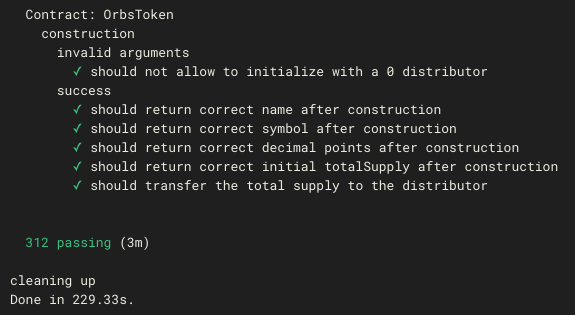 Contract: OrbsToken
construction
invalid arguments
✓ should not allow to initialize with a 0 distributor
success
✓ should return correct name after construction
✓ should return correct symbol after construction
✓ should return correct decimal points after construction
✓ should return correct initial totalSupply after construction
✓ should transfer the total supply to the distributor
312 passing (3m)
cleaning up
Done in 229.33s.